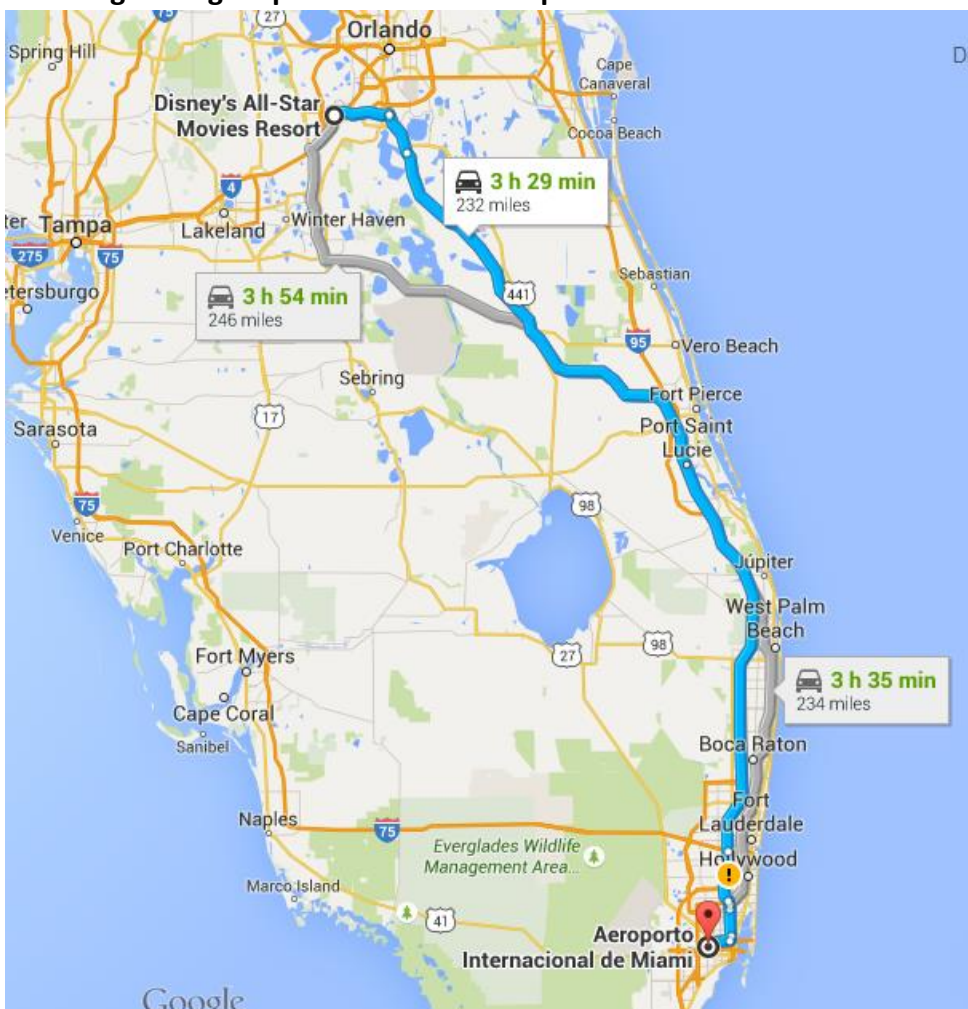 Orlando
Spring Hill
75
27
Cape
Canaveral
Disney's All-Star
Movies Resort
Cocoa Beach
3 h 29 min
232 miles
4
Winter Haven
Lakeland
Tampa
275
75
etersburgo
3 h 54 min
246 miles
441
Sebastian
95
Vero Beach
Sebring
17
Fort Pierce
Port Saint
Lucie
Sarasota
75
98
Venice
Port Charlotte
Júpiter
West Palm
Beach
98
27
Fort Myers
3 h 35 min
234 miles
Cape Coral
Sanibel
Boca Raton
Naples
75
Fort
Lauderdale
Everglades Wildlife
Management Area...
Hollywood
!
Marco Island
41
Aeroporto
Internacional de Miami
Google